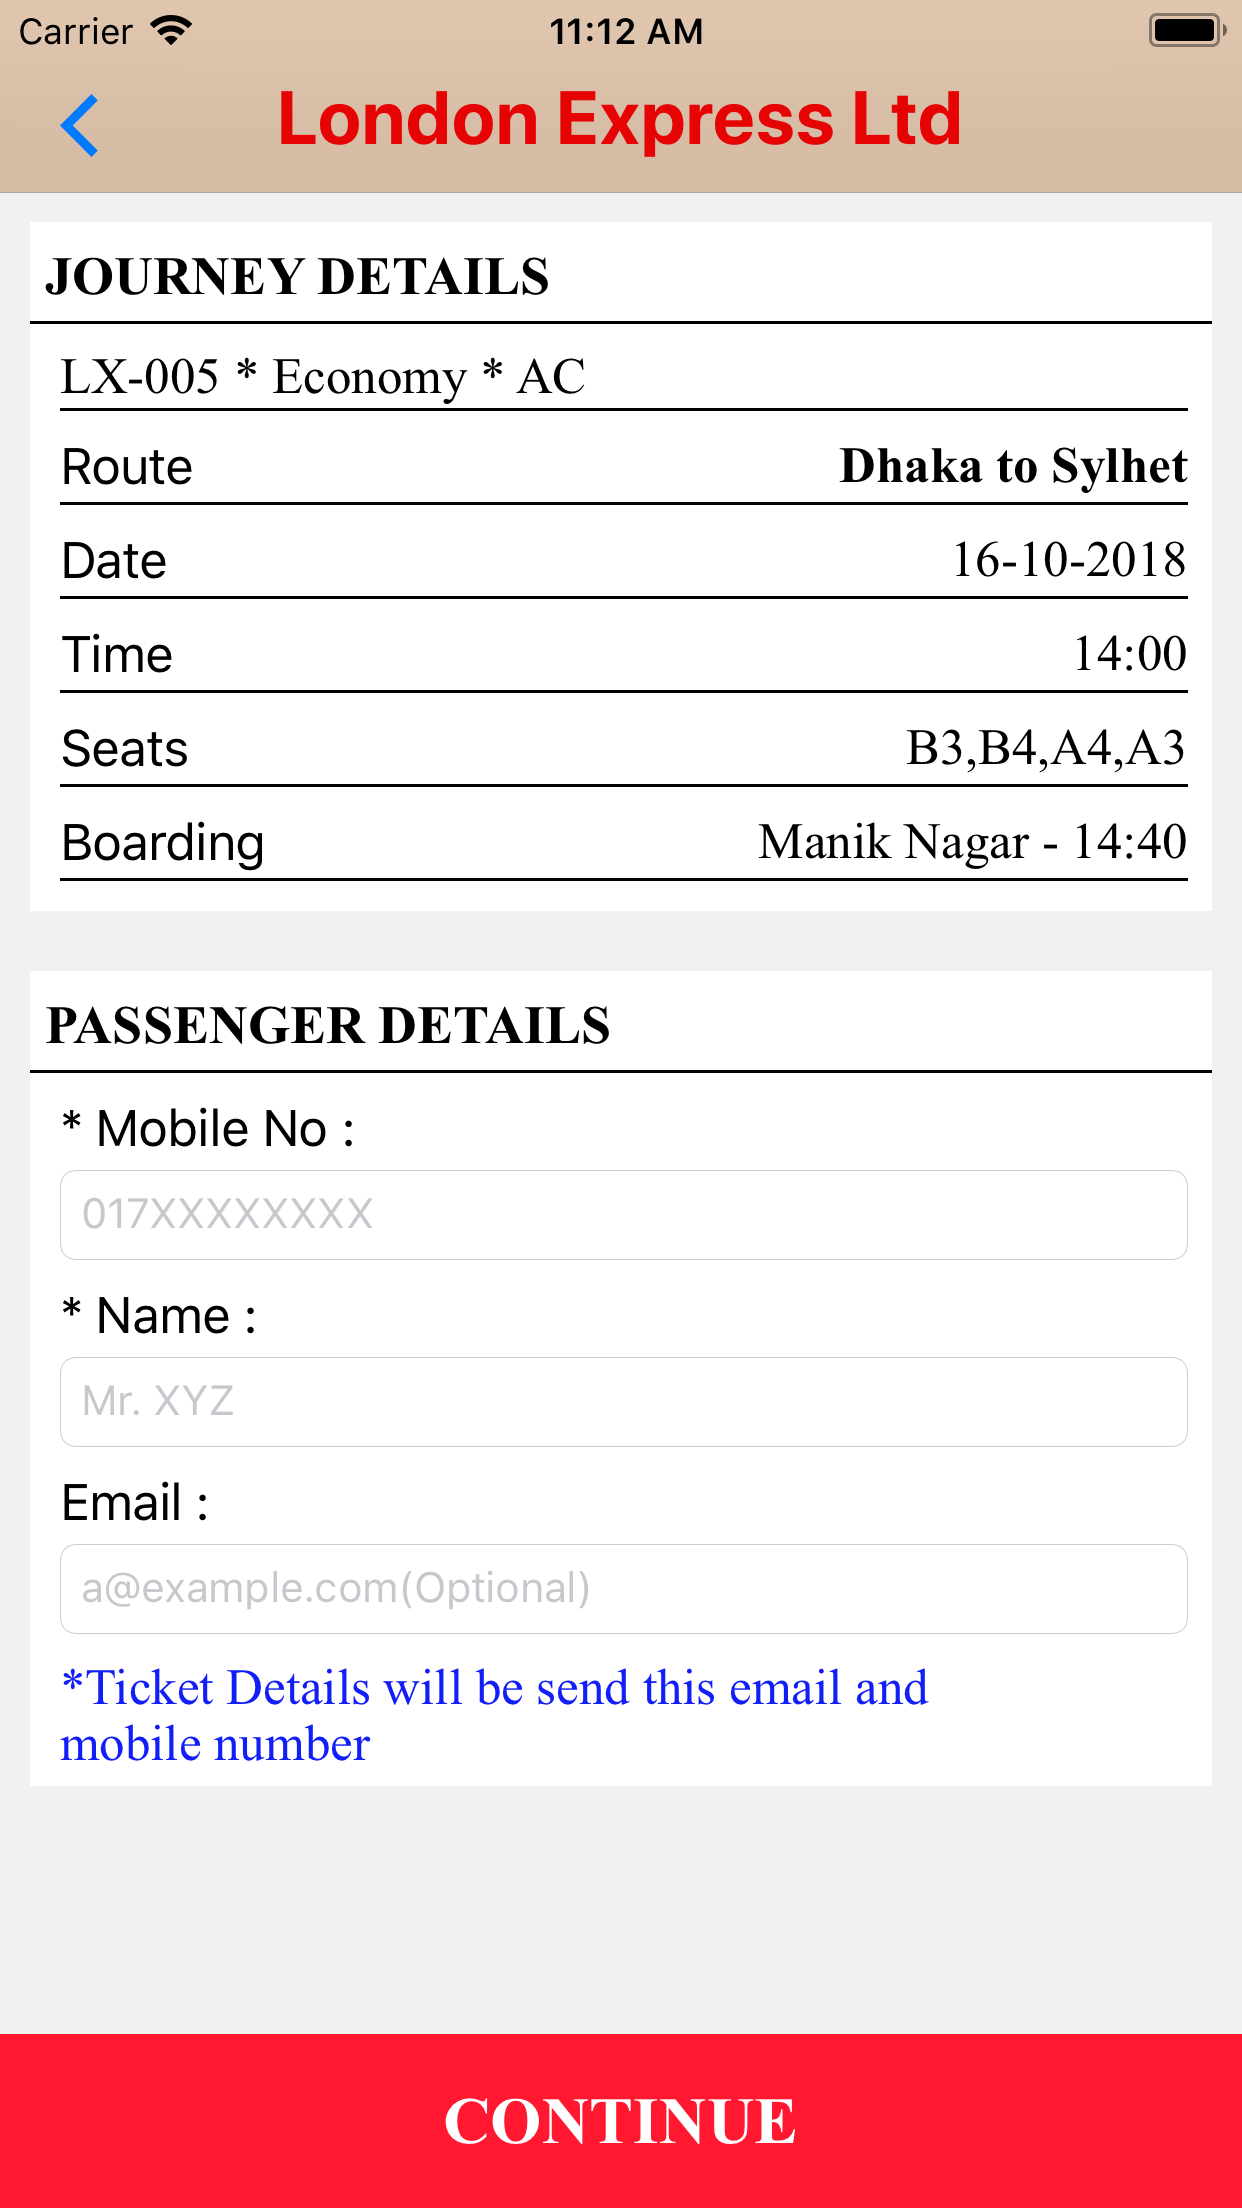 Carrier 11:12 AM
London Express Ltd
JOURNEY DETAILS
LX-005 * Economy * AC
Route Dhaka to Sylhet
Date 16-10-2018
Time 14:00
Seats B3,B4,A4,A3
Boarding Manik Nagar - 14:40
PASSENGER DETAILS
* Mobile No :
017XXXXXXXX
* Name :
Mr. XYZ
Email :
a@example.com(Optional)
*Ticket Details will be send this email and
mobile number
CONTINUE